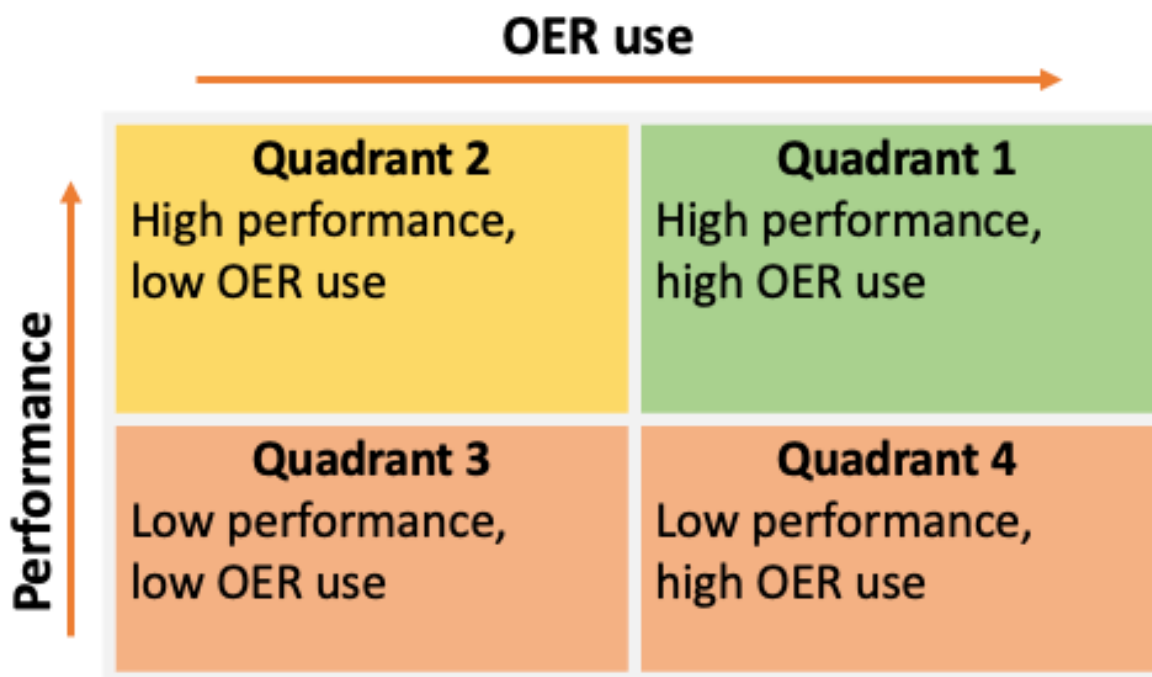 OER use
Performance
Quadrant 2
High performance,
low OER use
Quadrant 1
High performance,
high OER use
Quadrant 3
Low performance,
low OER use
Quadrant 4
Low performance,
high OER use